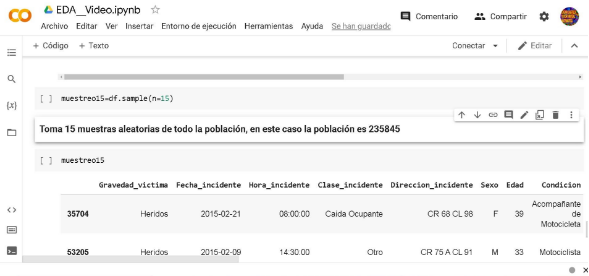 EDA__Video.ipynb
Comentario Compartir
Archivo Editar Ver Insertar Entorno de ejecución Herramientas Ayuda Se han guardado
+ Código + Texto Conectar Editar
[ ] muestreo15=df.sample(n=15)
Toma 15 muestras aleatorias de todo la población, en este caso la población es 235845
[ ] muestreo15
Gravedad_victima Fecha_incidente Hora_incidente Clase_incidente Direccion_incidente Sexo Edad Condicion
35704 Heridos 2015-02-21 08:00:00 Caida Ocupante CR 68 CL 98 F 39 Acompañante de Motocicleta
53205 Heridos 2015-02-09 14:30:00 Otro CR 75 A CL 91 M 33 Motociclista